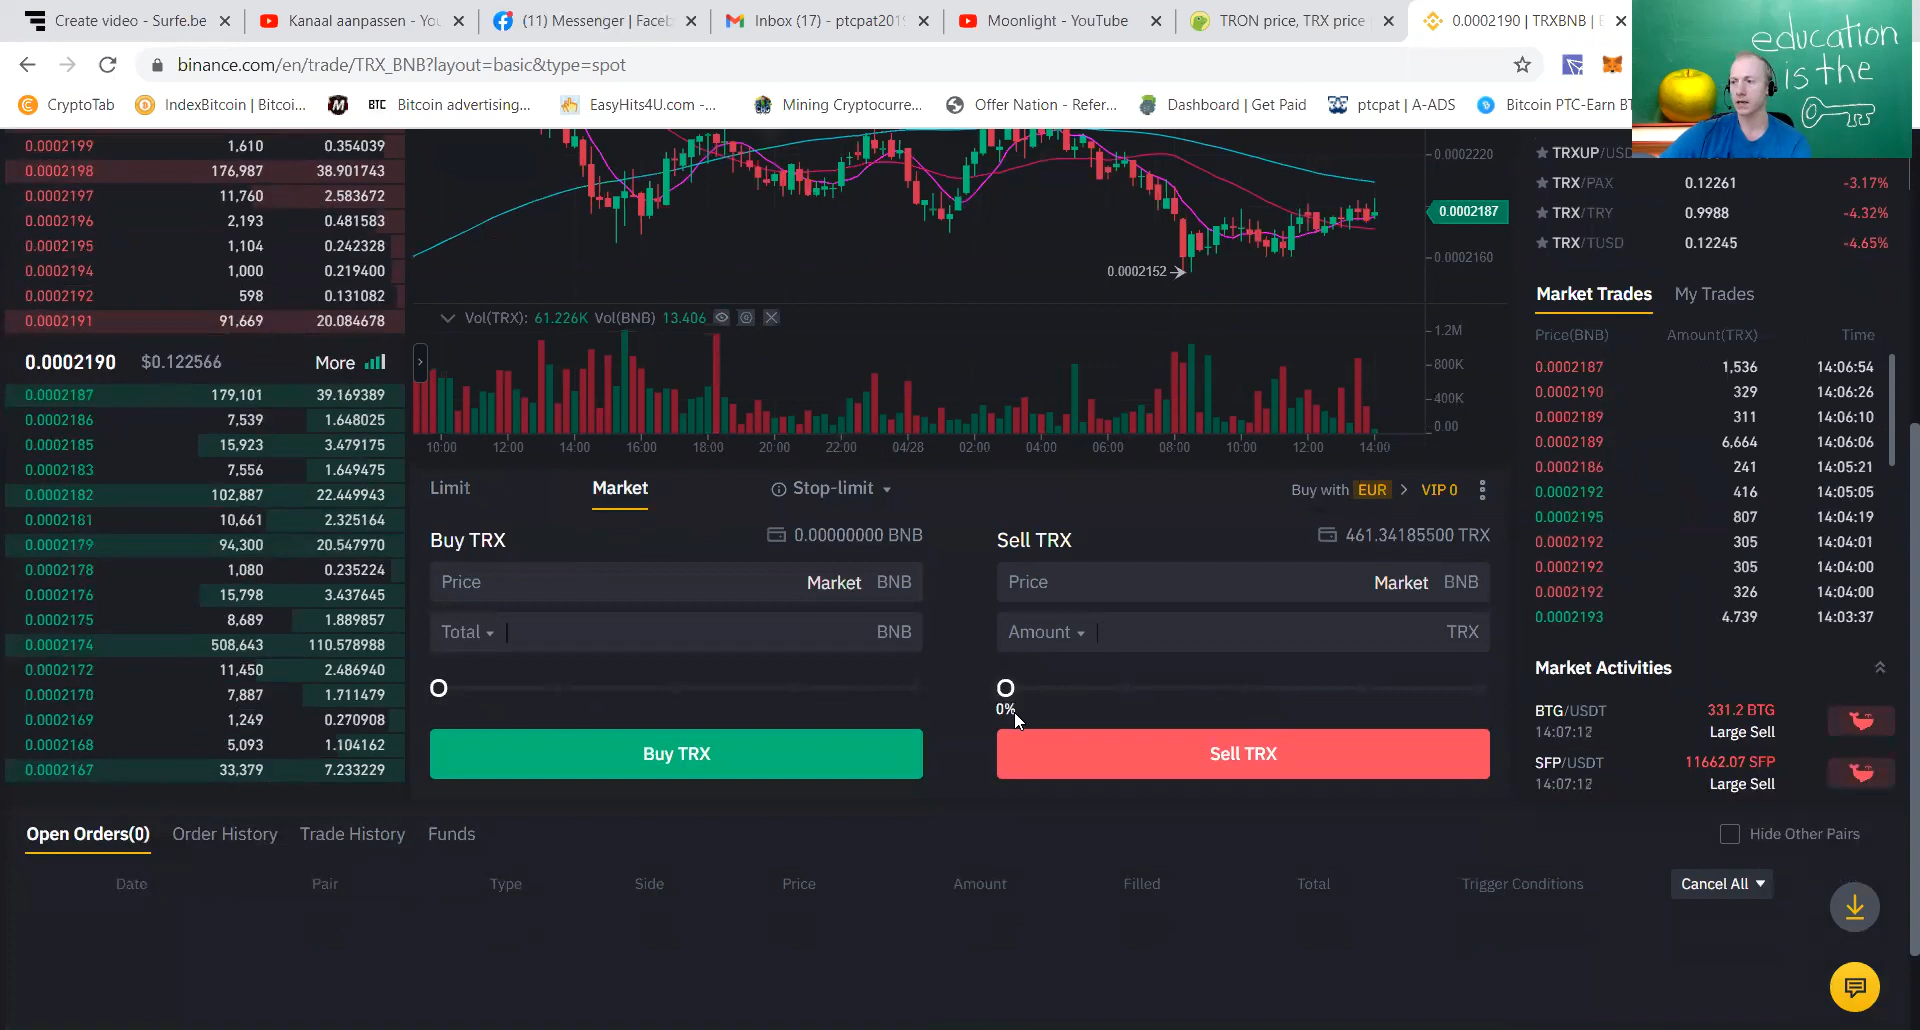 Create video - Surfe.be
Kanaal aanpassen - You
(11) Messenger | Faceb
Inbox (17) - ptcpat201
Moonlight - YouTube
TRON price, TRX price
0.0002190 | TRXBNB |
binance.com/en/trade/TRX_BNB?layout=basic&type=spot
CryptoTab
IndexBitcoin | Bitcoi...
BTC Bitcoin advertising...
EasyHits4U.com -...
Mining Cryptocurre...
Offer Nation - Refer...
Dashboard | Get Paid
ptcpat | A-ADS
Bitcoin PTC-Earn BT
education
is the
0.0002199 1,610 0.354039
0.0002198 176,987 38.901743
0.0002197 11,760 2.583672
0.0002196 2,193 0.481583
0.0002195 1,104 0.242328
0.0002194 1,000 0.219400
0.0002192 598 0.131082
0.0002191 91,669 20.084678
0.0002190 $0.122566 More
0.0002187 179,101 39.169389
0.0002186 7,539 1.648025
0.0002185 15,923 3.479175
0.0002183 7,556 1.649475
0.0002182 102,887 22.449943
0.0002181 10,661 2.325164
0.0002179 94,300 20.547970
0.0002178 1,080 0.235224
0.0002176 15,798 3.437645
0.0002175 8,689 1.889857
0.0002174 508,643 110.578988
0.0002172 11,450 2.486940
0.0002170 7,887 1.711479
0.0002169 1,249 0.270908
0.0002168 5,093 1.104162
0.0002167 33,379 7.233229
0.0002220
0.0002187
0.0002160
0.0002152
Vol(TRX): 61.226K Vol(BNB) 13.406
1.2M
800K
400K
0.00
10:00 12:00 14:00 16:00 18:00 20:00 22:00 04/28 02:00 04:00 06:00 08:00 10:00 12:00 14:00
Limit Market Stop-limit
Buy with EUR > VIP 0
Buy TRX 0.00000000 BNB
Price Market BNB
Total BNB
Buy TRX
Sell TRX 461.34185500 TRX
Price Market BNB
Amount TRX
0%
Sell TRX
TRXUP/USD
TRX/PAX 0.12261 -3.17%
TRX/TRY 0.9988 -4.32%
TRX/TUSD 0.12245 -4.65%
Market Trades My Trades
Price(BNB) Amount(TRX) Time
0.0002187 1,536 14:06:54
0.0002190 329 14:06:26
0.0002189 311 14:06:10
0.0002189 6,664 14:06:06
0.0002186 241 14:05:21
0.0002192 416 14:05:05
0.0002195 807 14:04:19
0.0002192 305 14:04:01
0.0002192 305 14:04:00
0.0002192 326 14:04:00
0.0002193 4.739 14:03:37
Market Activities
BTG/USDT 331.2 BTG
14:07:12 Large Sell
SFP/USDT 11662.07 SFP
14:07:12 Large Sell
Open Orders(0) Order History Trade History Funds
Hide Other Pairs
Date Pair Type Side Price Amount Filled Total Trigger Conditions Cancel All